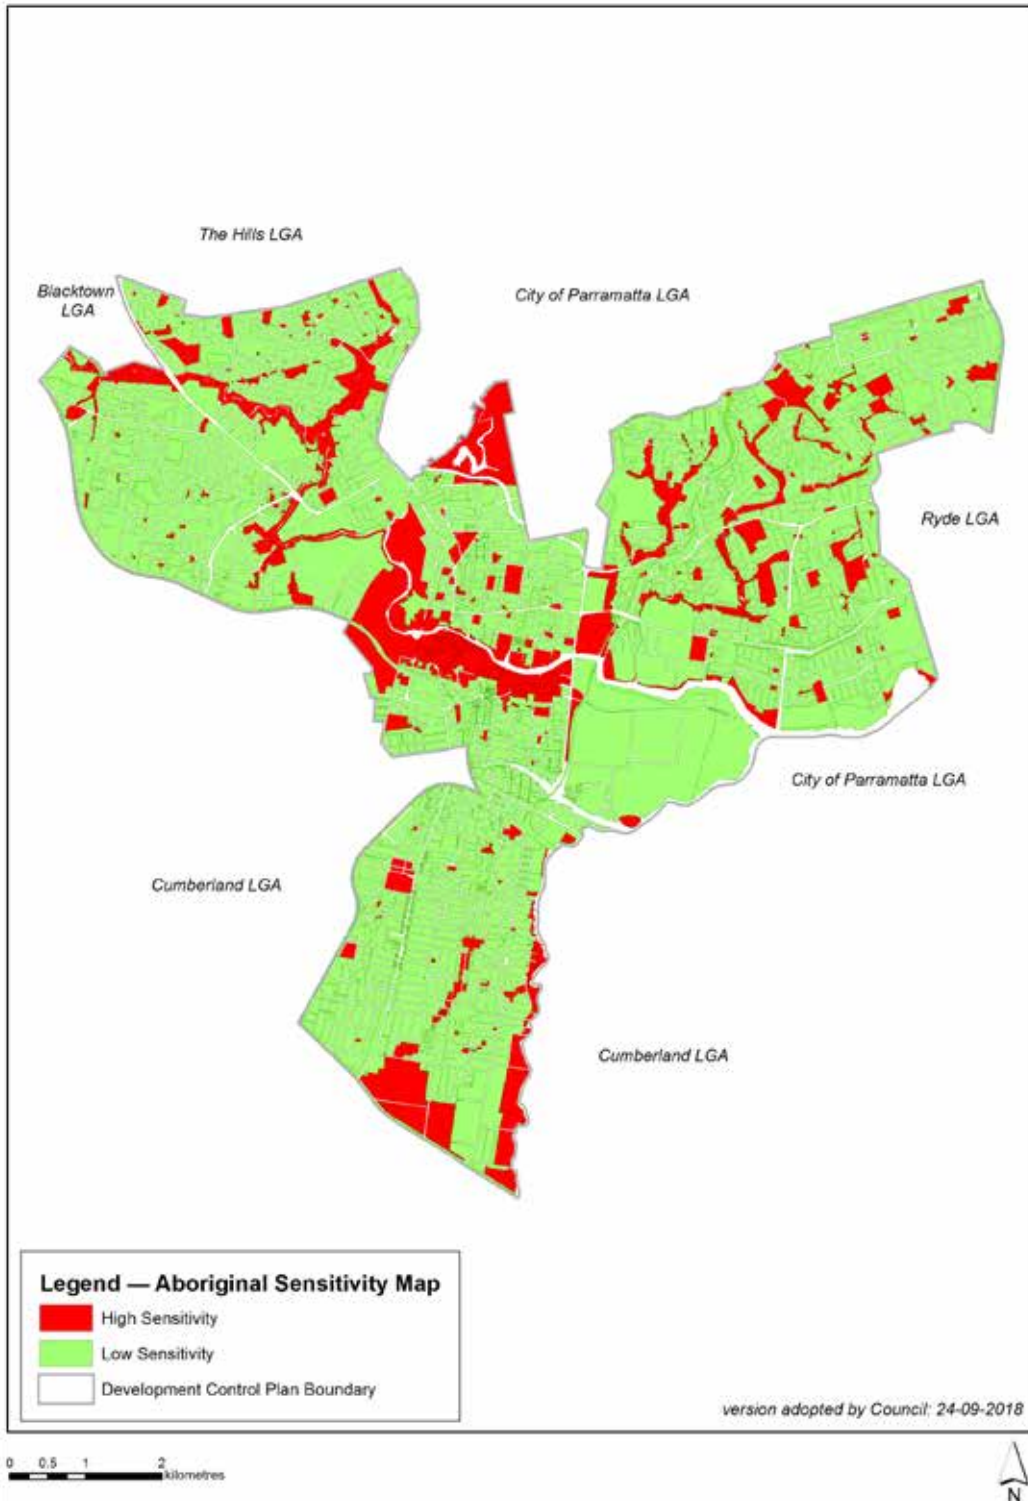 The Hills LGA
Blacktown
LGA
City of Parramatta LGA
Ryde LGA
City of Parramatta LGA
Cumberland LGA
Cumberland LGA
Legend — Aboriginal Sensitivity Map
High Sensitivity
Low Sensitivity
Development Control Plan Boundary
version adopted by Council: 24-09-2018
0 0.5 1 2
kilometres
N